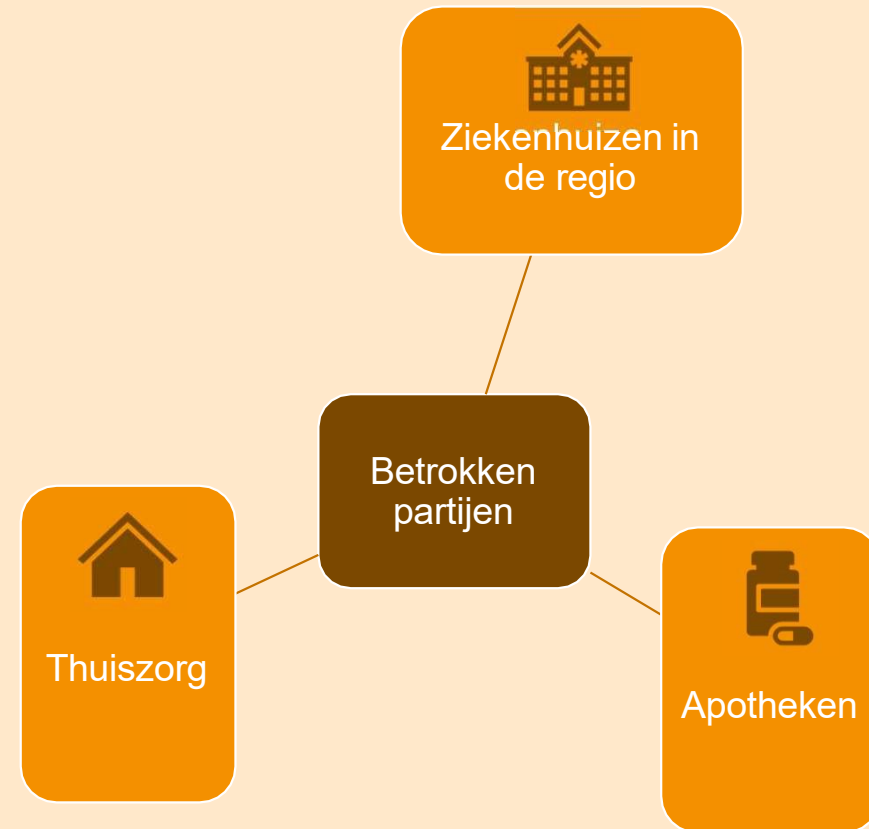 Ziekenhuizen in
de regio
Betrokken
partijen
Thuiszorg
Apotheken